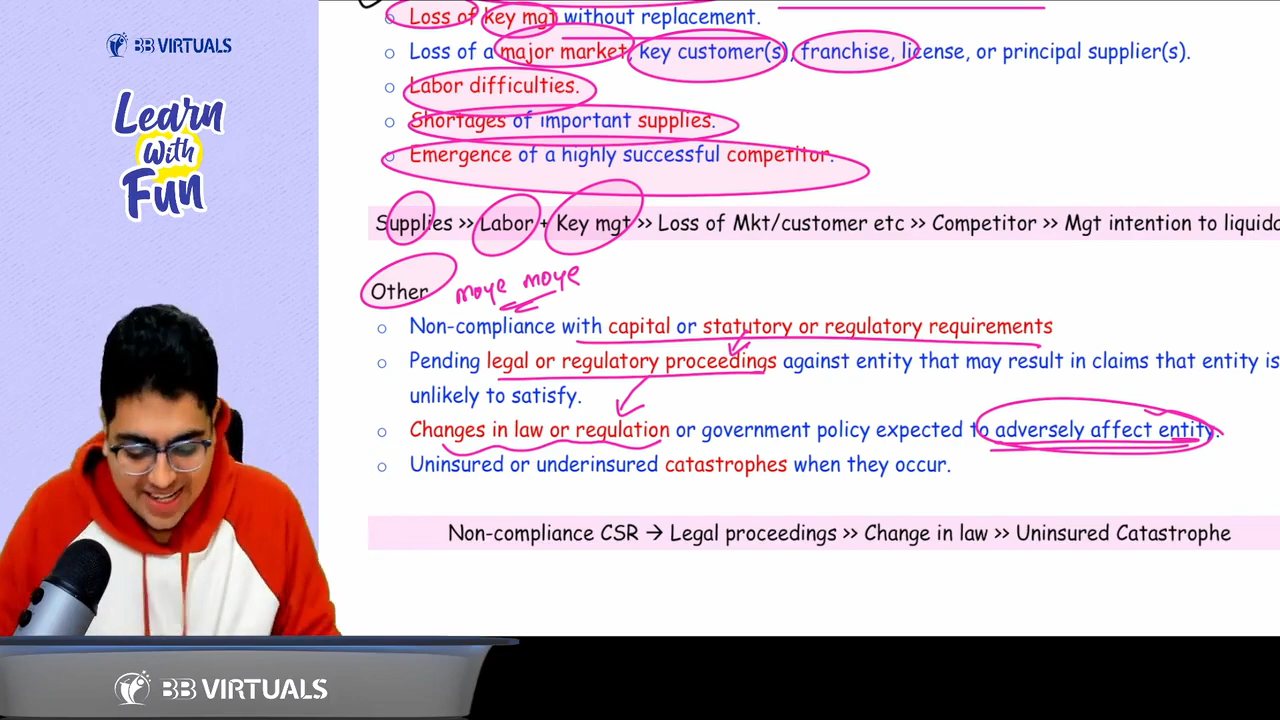 BB VIRTUALS
Learn
With
Fun
Loss of key mgt without replacement.
Loss of a major market, key customer(s), franchise, license, or principal supplier(s).
Labor difficulties.
Shortages of important supplies.
Emergence of a highly successful competitor.
Supplies >> Labor + Key mgt >> Loss of Mkt/customer etc >> Competitor >> Mgt intention to
Other
moye moye
Non-compliance with capital or statutory or regulatory requirements
Pending legal or regulatory proceedings against entity that may result in claims that entity is
unlikely to satisfy.
Changes in law or regulation or government policy expected to adversely affect entity.
Uninsured or underinsured catastrophes when they occur.
Non-compliance CSR → Legal proceedings >> Change in law >> Uninsured Catastrophe
BB VIRTUALS